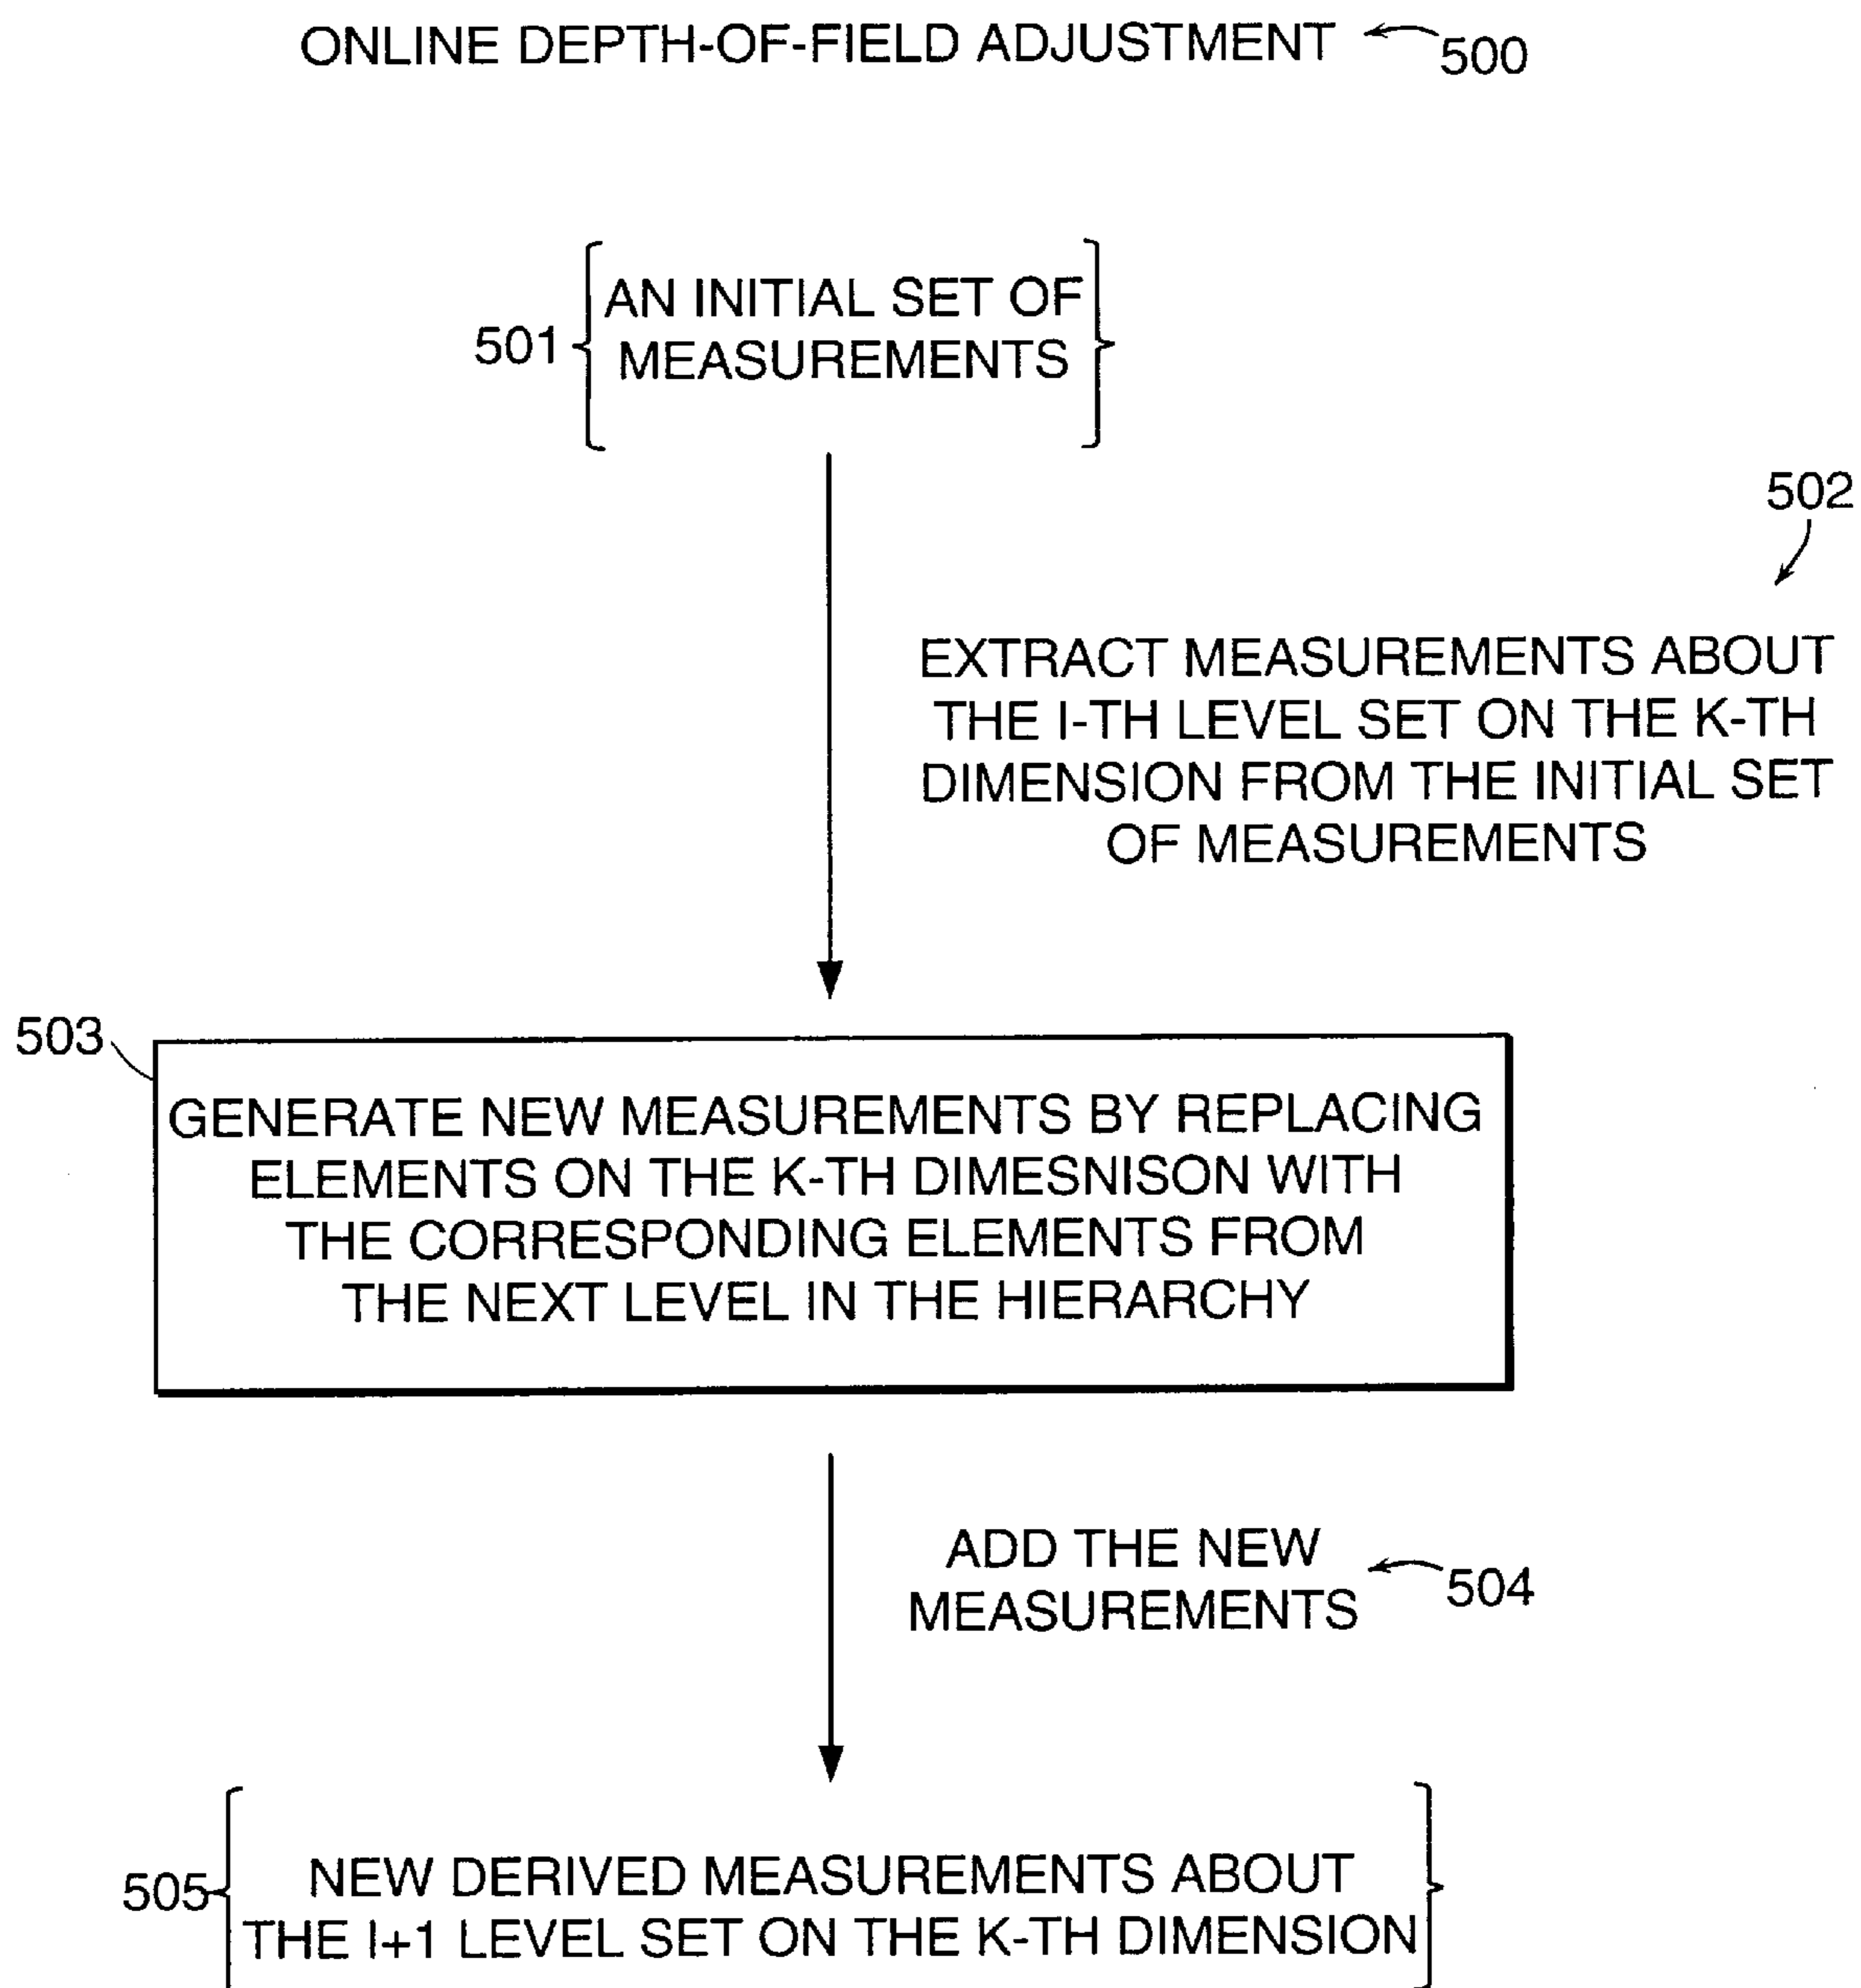 ONLINE DEPTH-OF-FIELD ADJUSTMENT 500
AN INITIAL SET OF
501
MEASUREMENTS
502
EXTRACT MEASUREMENTS ABOUT
THE I-TH LEVEL SET ON THE K-TH
DIMENSION FROM THE INITIAL SET
OF MEASUREMENTS
503
GENERATE NEW MEASUREMENTS BY REPLACING
ELEMENTS ON THE K-TH DIMESNISON WITH
THE CORRESPONDING ELEMENTS FROM
THE NEXT LEVEL IN THE HIERARCHY
ADD THE NEW
MEASUREMENTS
504
505
NEW DERIVED MEASUREMENTS ABOUT
THE I+1 LEVEL SET ON THE K-TH DIMENSION